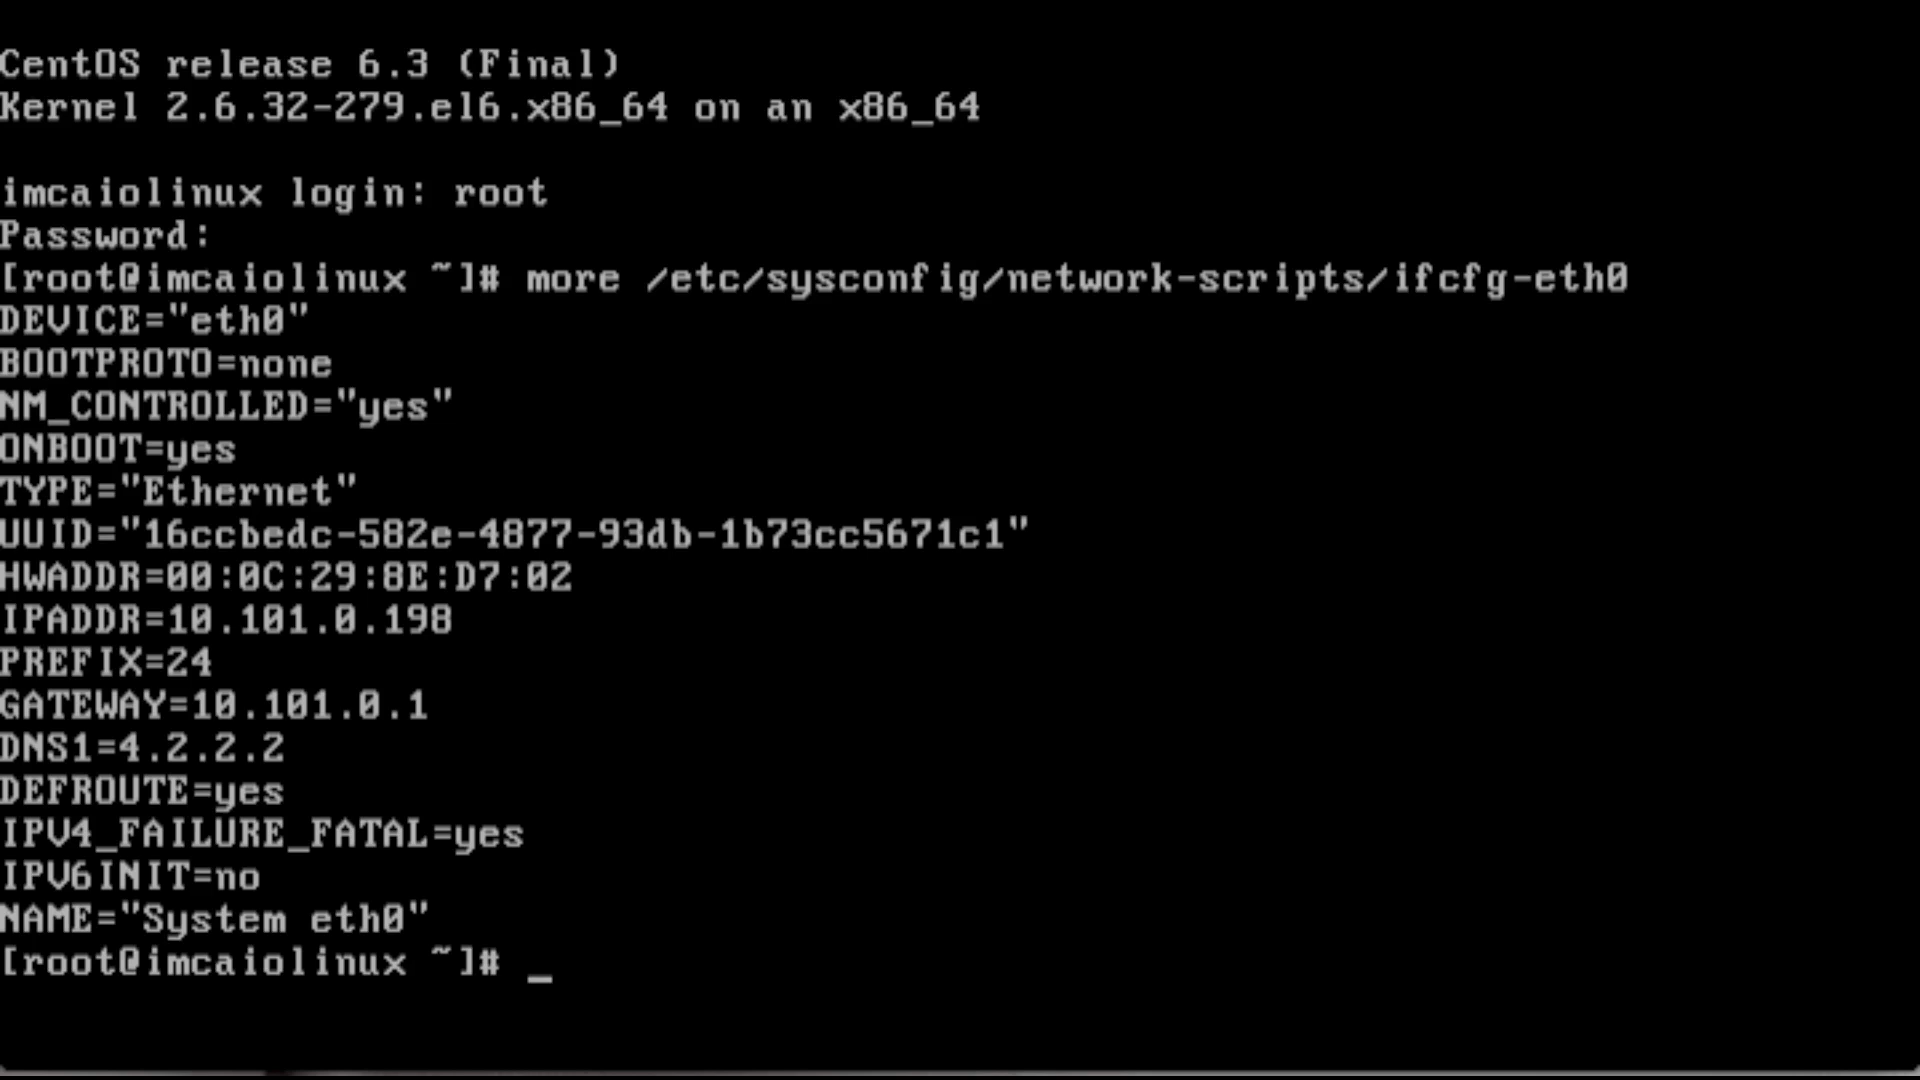 CentOS release 6.3 (Final)
Kernel 2.6.32-279.el6.x86_64 on an x86_64
imcaiolinux login: root
Password:
[root@imcaiolinux ~]# more /etc/sysconfig/network-scripts/ifcfg-eth0
DEVICE="eth0"
BOOTPROTO=none
NM_CONTROLLED="yes"
ONBOOT=yes
TYPE="Ethernet"
UUID="16ccbedc-582e-4877-93db-1b73cc5671c1"
HWADDR=00:0C:29:8E:D7:02
IPADDR=10.101.0.198
PREFIX=24
GATEWAY=10.101.0.1
DNS1=4.2.2.2
DEFROUTE=yes
IPV4_FAILURE_FATAL=yes
IPV6INIT=no
NAME="System eth0"
[root@imcaiolinux ~]# _